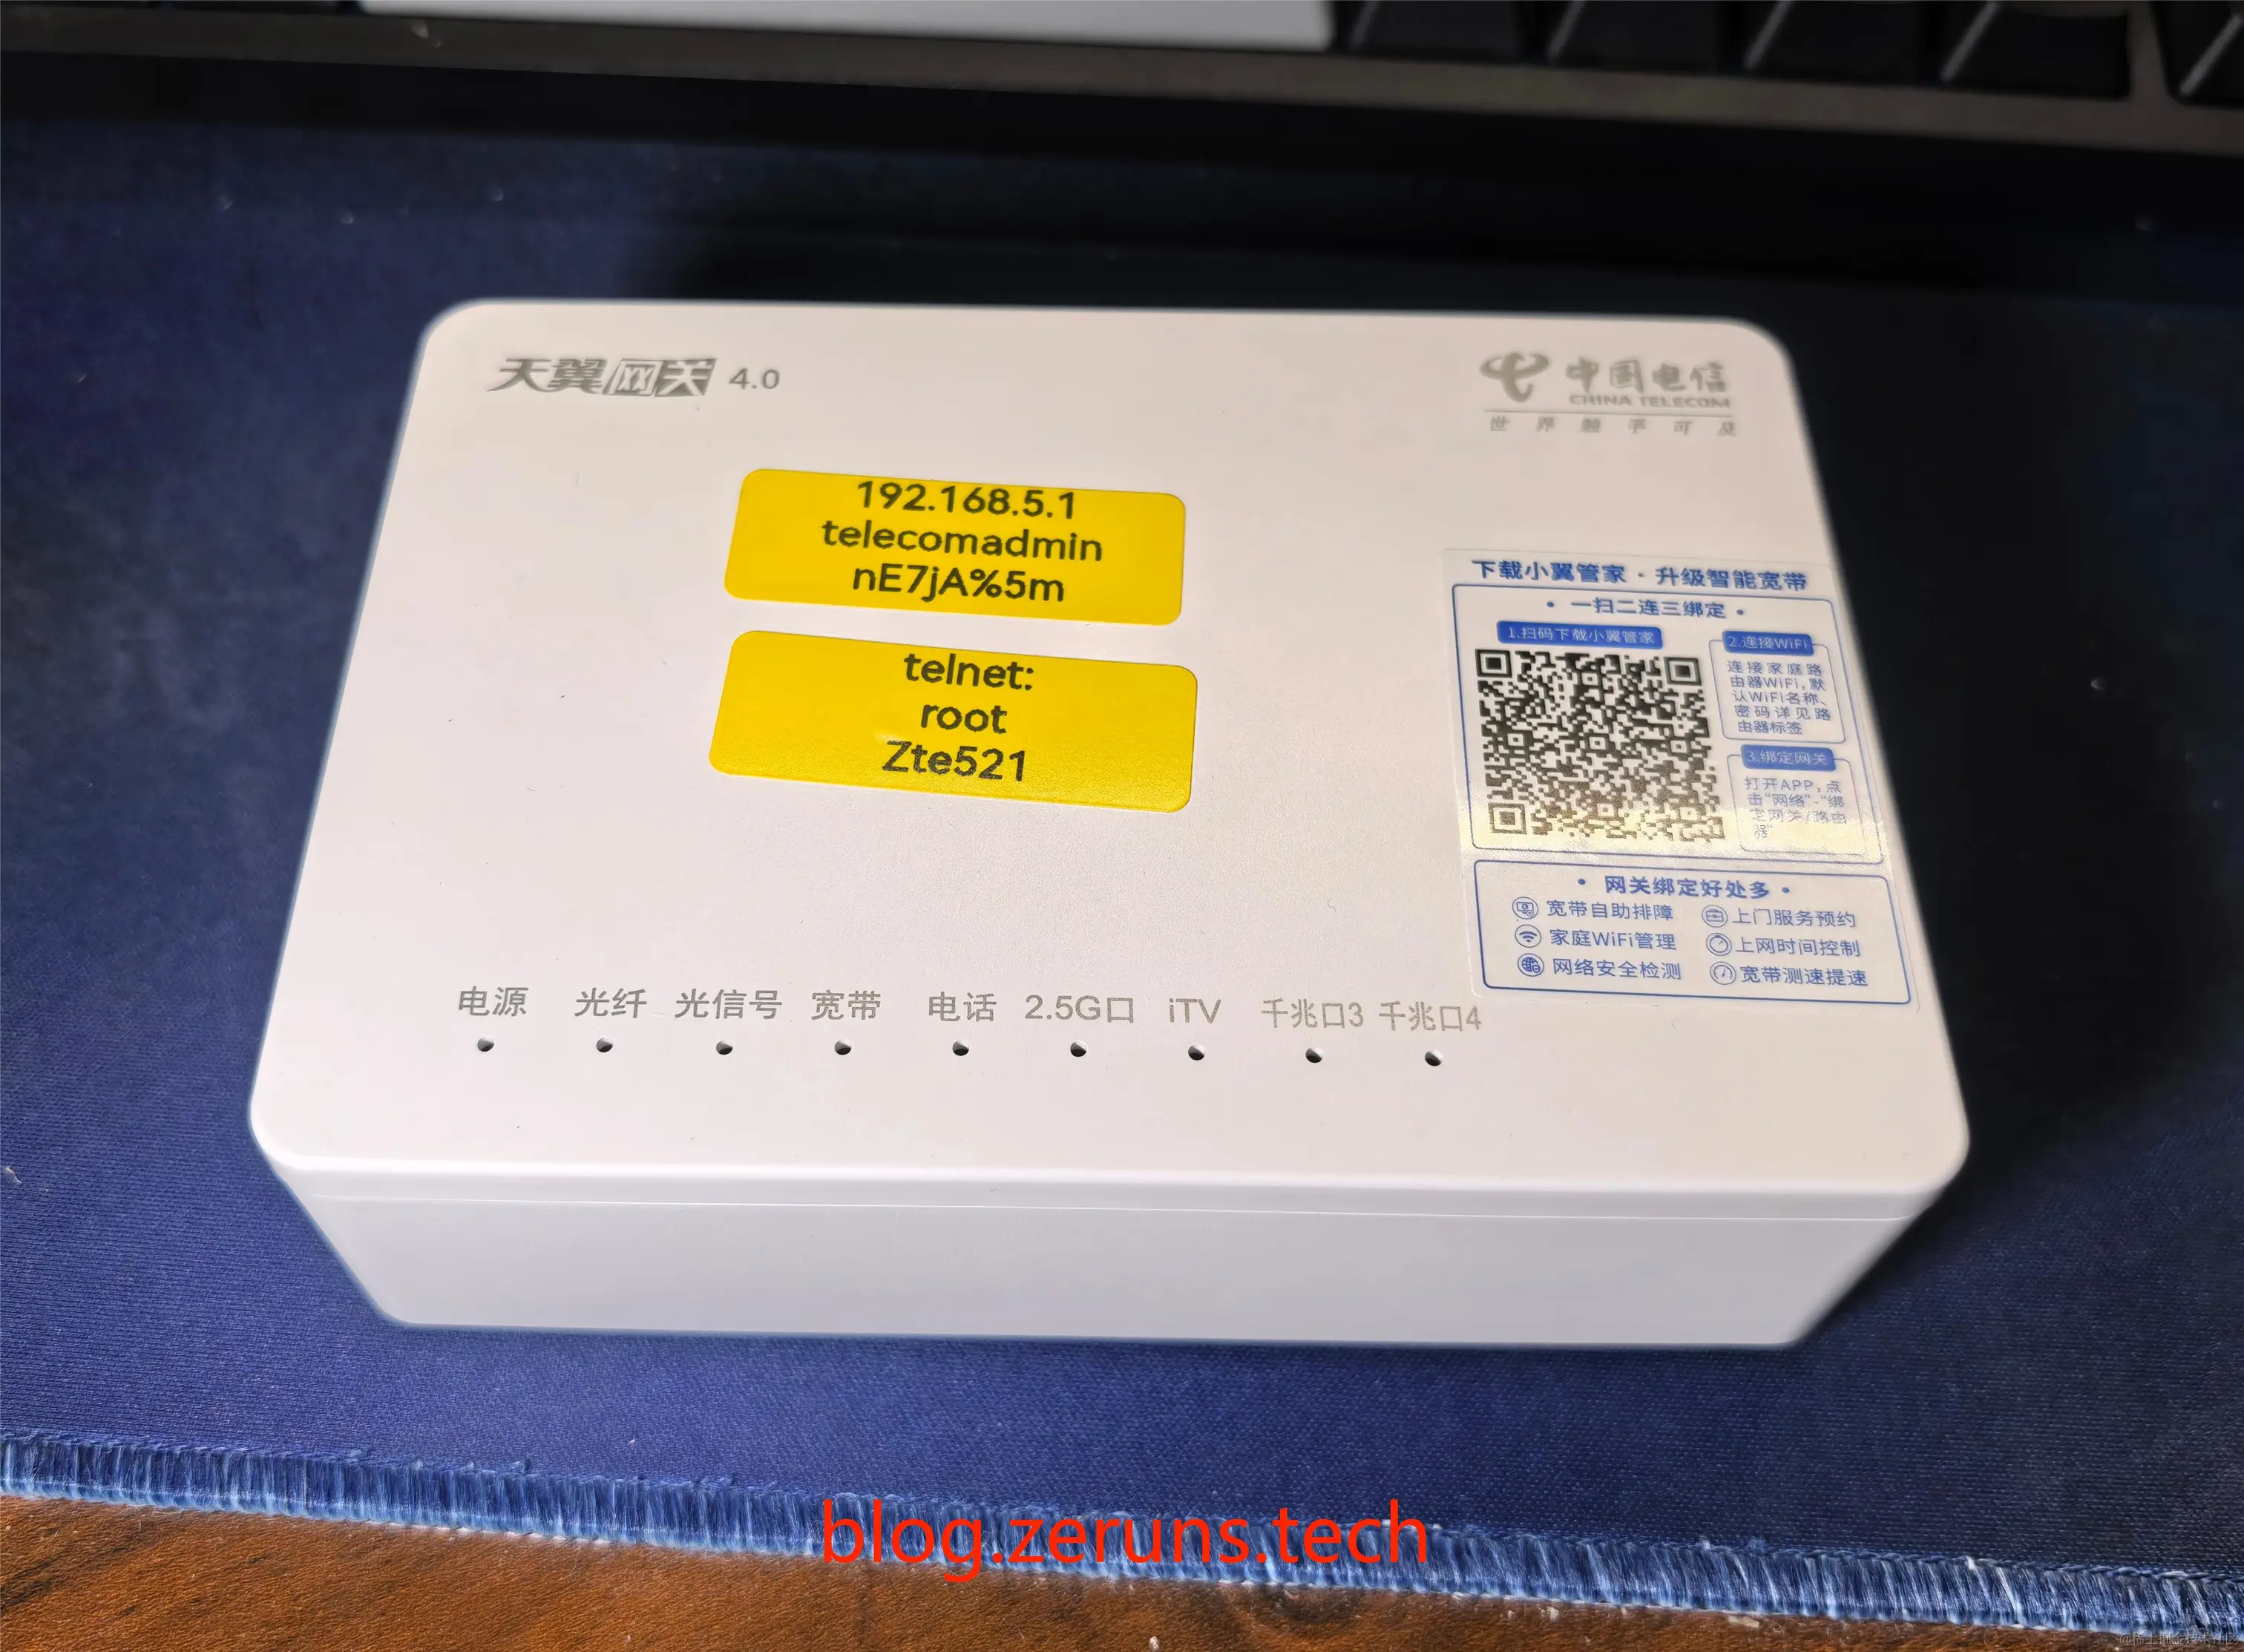 天翼网关 4.0
中国电信
CHINA TELECOM
世界触手可及
192.168.5.1
telecomadmin
nE7jA%5m
telnet:
root
Zte521
下载小翼管家·升级智能宽带
• 一扫二连三绑定 •
1.扫码下载小翼管家
2.连接WiFi
连接家庭路
由器WiFi,默
认WiFi名称、
密码详见路
由器标签
3.绑定网关
打开APP,点
击"网络"-"绑
定网关/路由
器"
• 网关绑定好处多 •
宽带自助排障
上门服务预约
家庭WiFi管理
上网时间控制
网络安全检测
宽带测速提速
电源 光纤 光信号 宽带 电话 2.5G口 iTV 千兆口3 千兆口4
blog.zeruns.tech